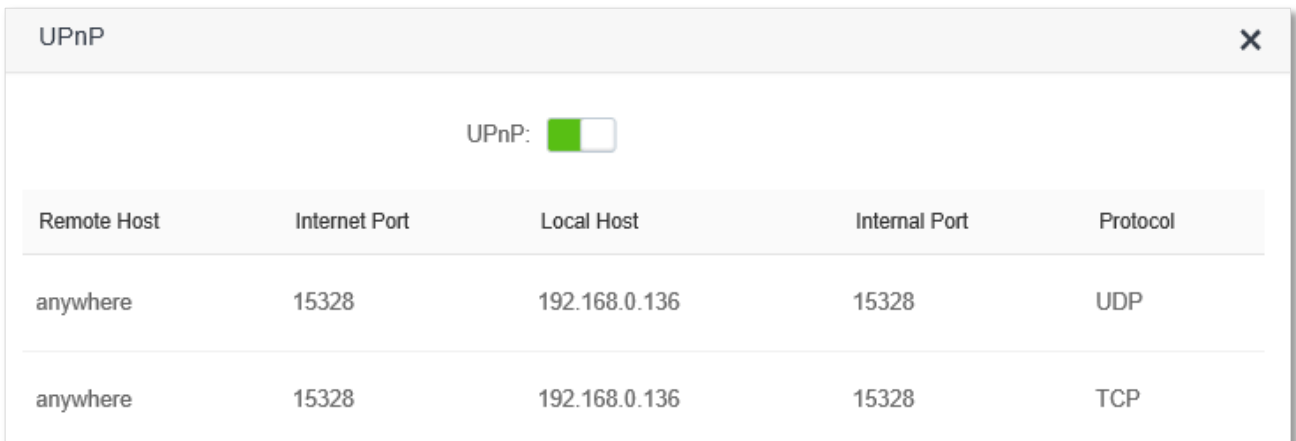 UPnP
UPnP:
Remote Host Internet Port Local Host Internal Port Protocol
anywhere 15328 192.168.0.136 15328 UDP
anywhere 15328 192.168.0.136 15328 TCP